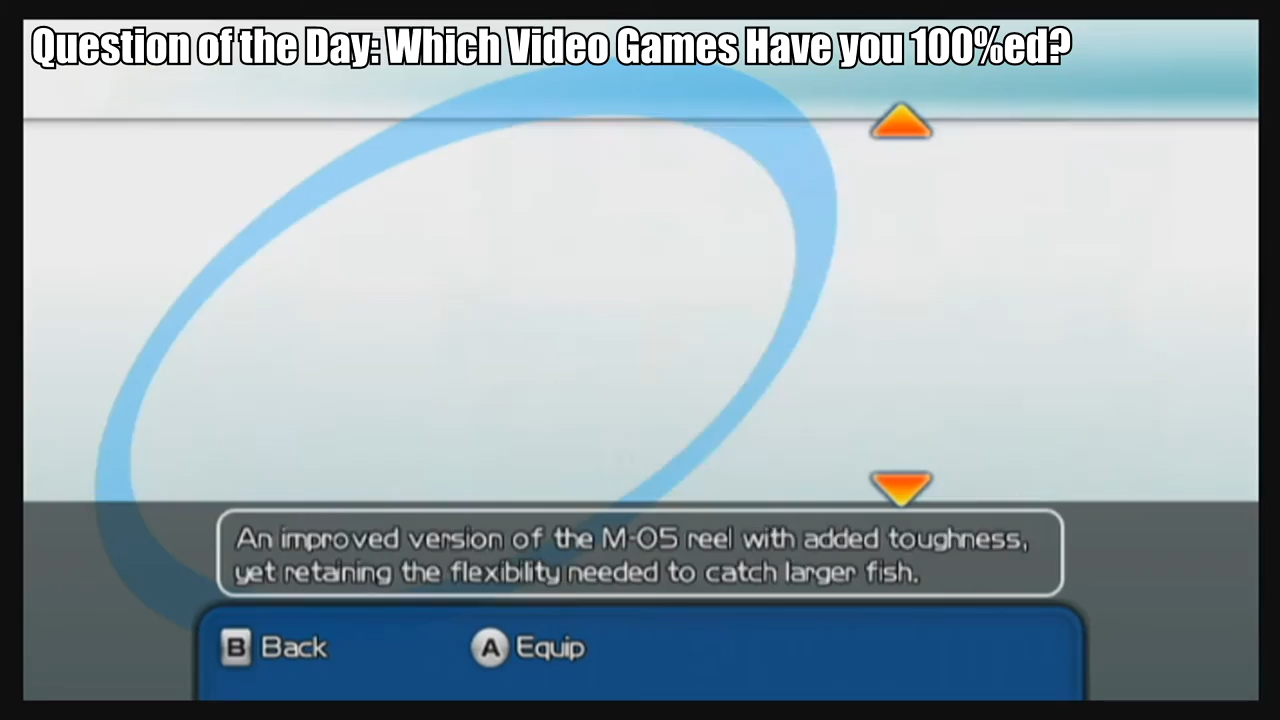 Question of the Day: Which Video Games Have you 100%ed?
An improved version of the M-05 reel with added toughness,
yet retaining the flexibility needed to catch larger fish.
B Back
A Equip